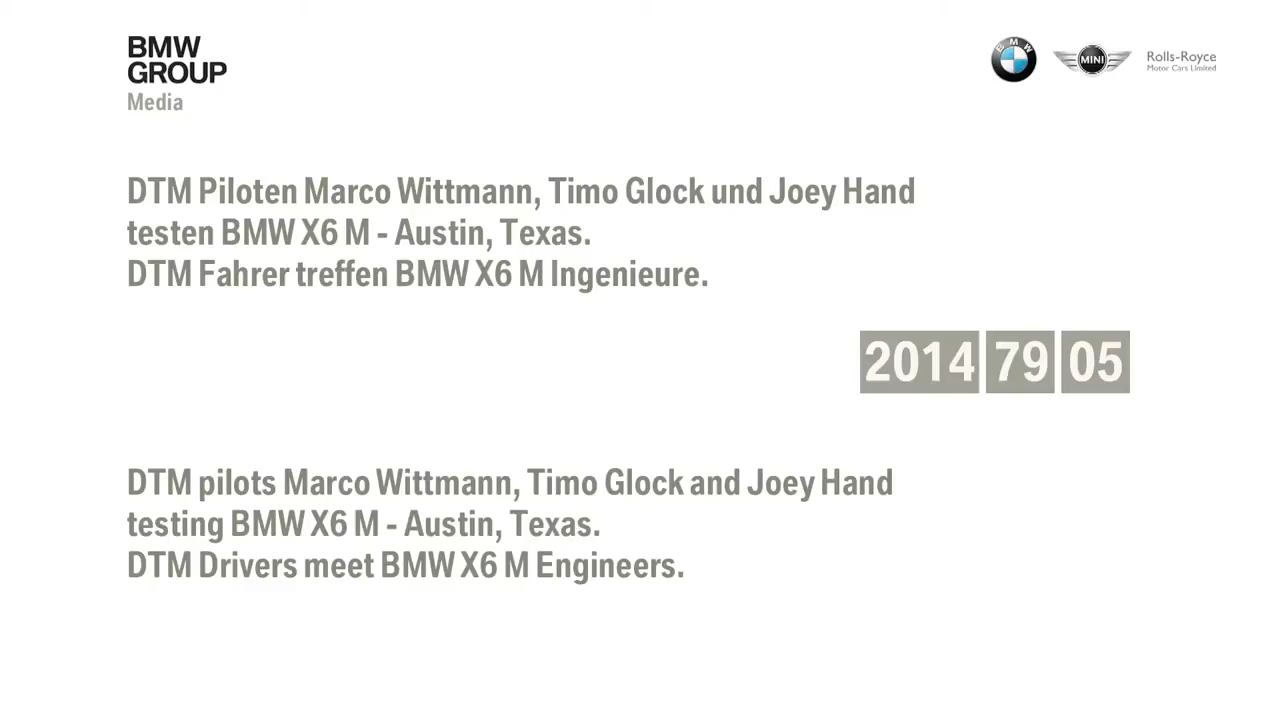 BMW
GROUP
Media
BMW
MINI
Rolls-Royce
Motor Cars Limited
DTM Piloten Marco Wittmann, Timo Glock und Joey Hand
testen BMW X6 M - Austin, Texas.
DTM Fahrer treffen BMW X6 M Ingenieure.
2014 79 05
DTM pilots Marco Wittmann, Timo Glock and Joey Hand
testing BMW X6 M - Austin, Texas.
DTM Drivers meet BMW X6 M Engineers.